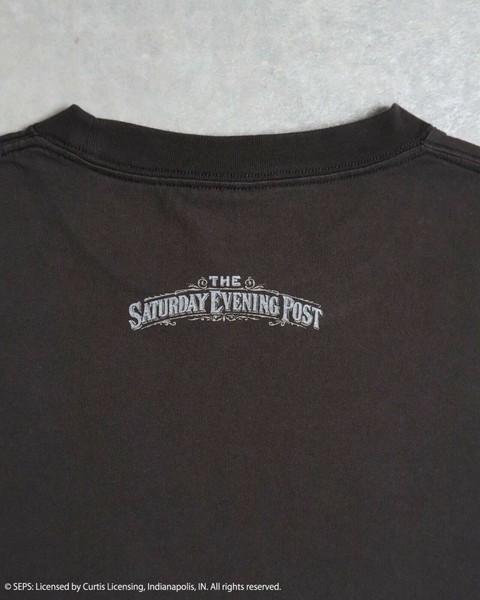 THE
SATURDAY EVENING POST
© SEPS: Licensed by Curtis Licensing, Indianapolis, IN. All rights reserved.